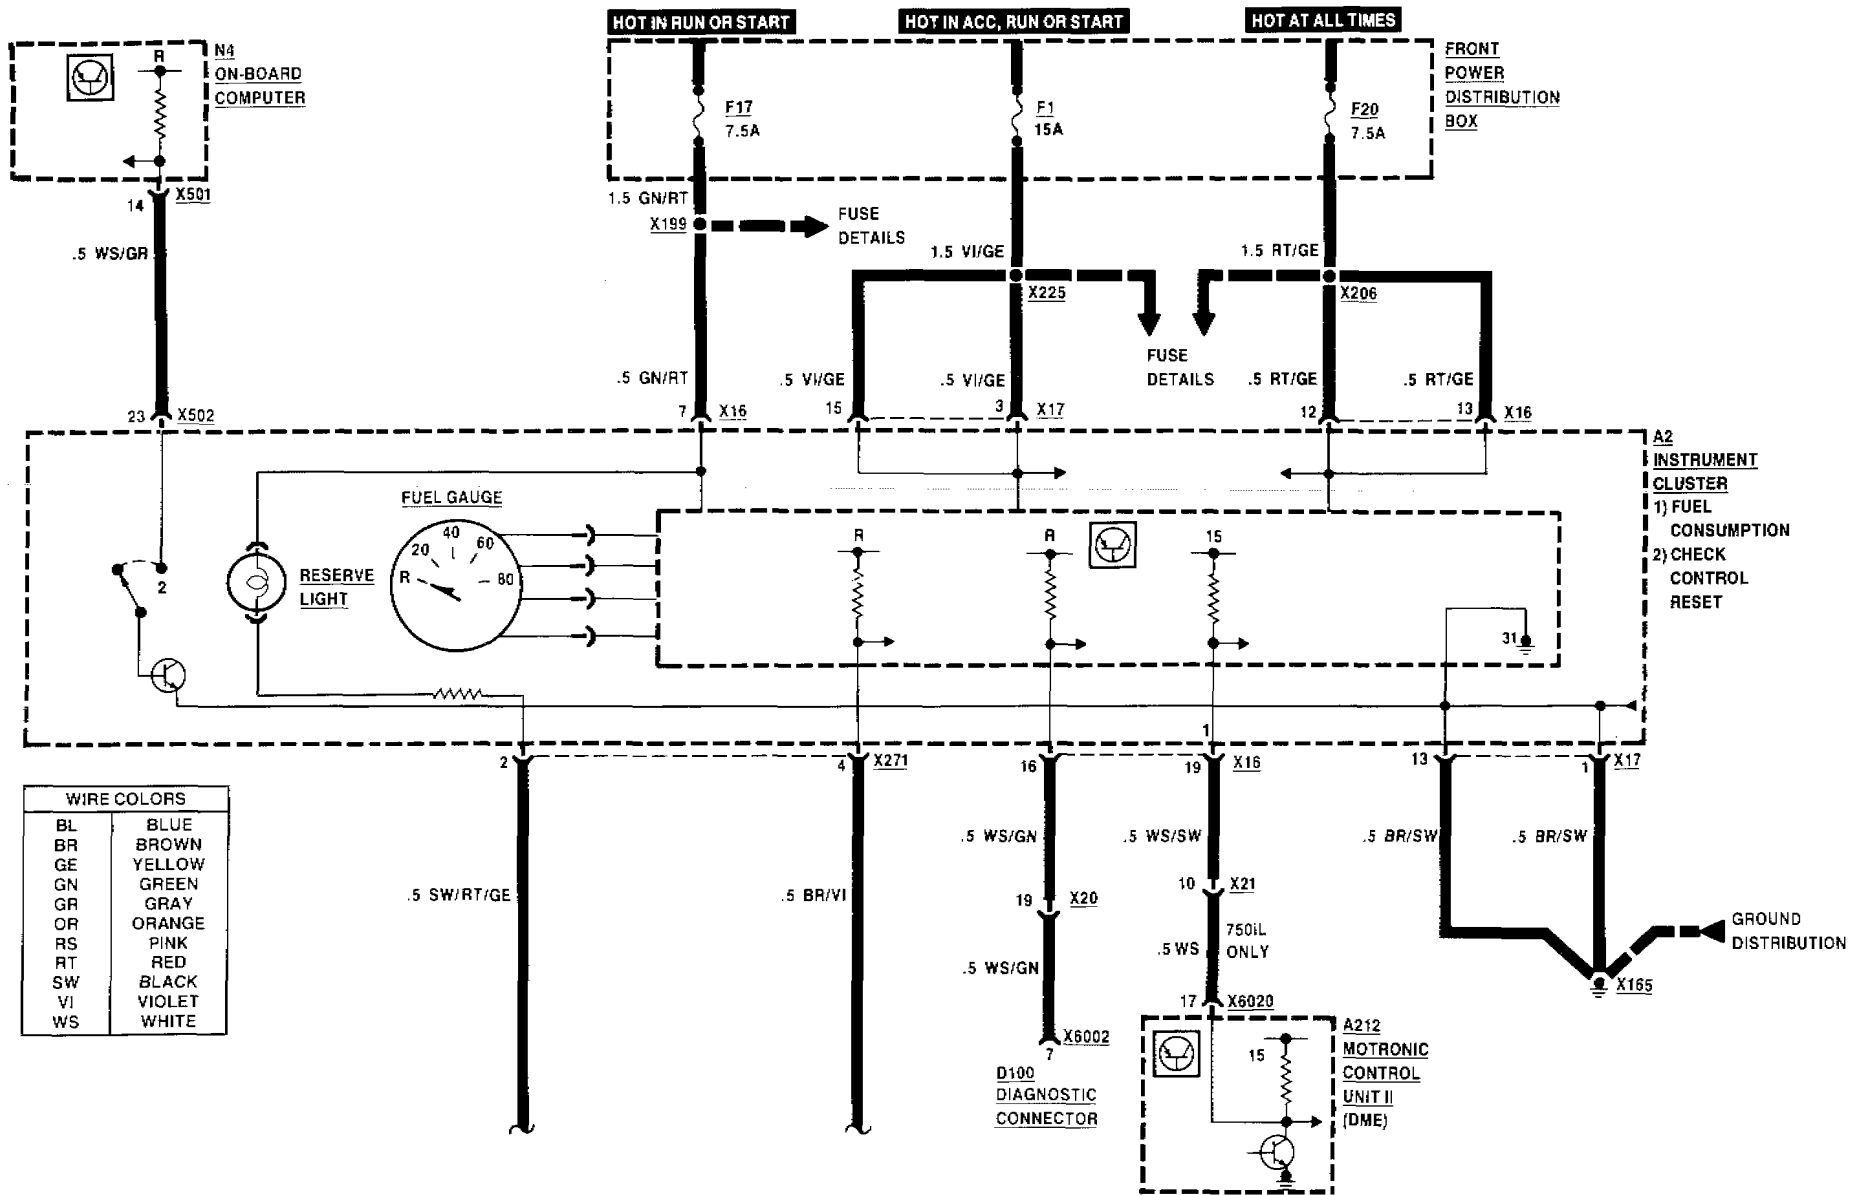 HOT IN RUN OR START
HOT IN ACC, RUN OR START
HOT AT ALL TIMES
N4
ON-BOARD
COMPUTER
R
FRONT
POWER
DISTRIBUTION
BOX
F17
7.5A
F1
15A
F20
7.5A
14
X501
.5 WS/GR
1.5 GN/RT
X199
FUSE
DETAILS
1.5 VI/GE
X225
1.5 RT/GE
X206
FUSE
DETAILS
.5 GN/RT
.5 VI/GE
.5 VI/GE
.5 RT/GE
.5 RT/GE
23
X502
7
X16
15
3
X17
12
13
X16
A2
INSTRUMENT
CLUSTER
1) FUEL
CONSUMPTION
2) CHECK
CONTROL
RESET
FUEL GAUGE
R
20
40
60
80
2
RESERVE
LIGHT
R
R
15
31
1
2
4
X271
16
19
X16
13
1
X17
WIRE COLORS
BL BLUE
BR BROWN
GE YELLOW
GN GREEN
GR GRAY
OR ORANGE
RS PINK
RT RED
SW BLACK
VI VIOLET
WS WHITE
.5 SW/RT/GE
.5 BR/VI
.5 WS/GN
.5 WS/SW
.5 BR/SW
.5 BR/SW
19
X20
10
X21
.5 WS/GN
.5 WS
750iL
ONLY
GROUND
DISTRIBUTION
X165
7
X6002
17
X6020
D100
DIAGNOSTIC
CONNECTOR
15
A212
MOTRONIC
CONTROL
UNIT II
(DME)